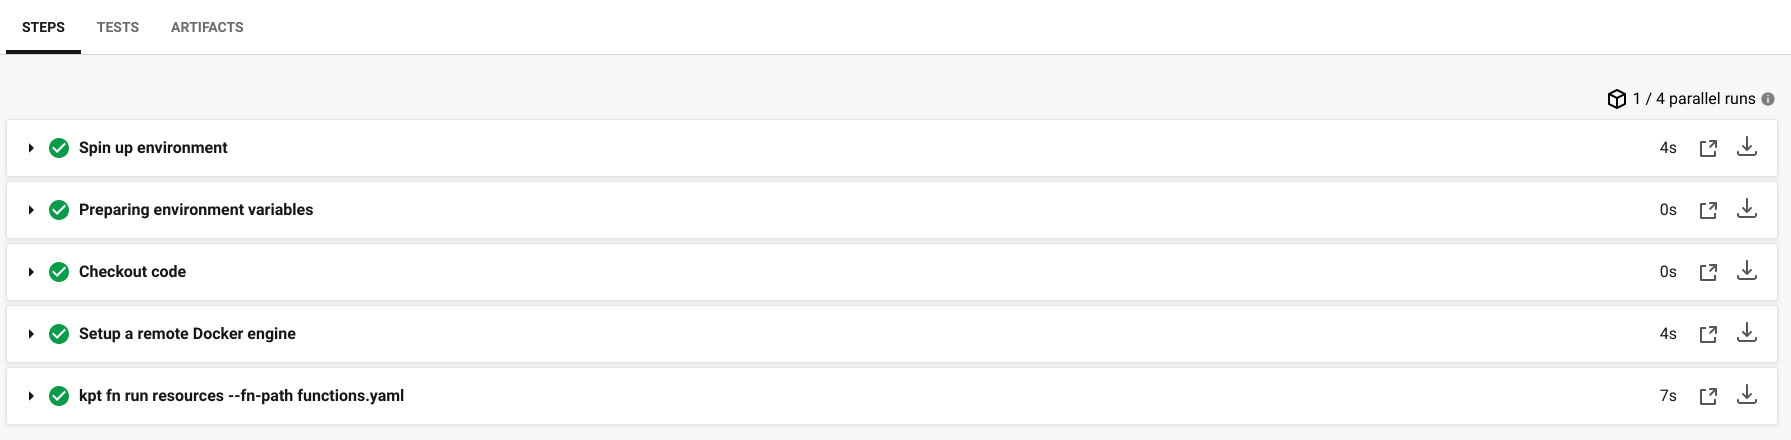 STEPS TESTS ARTIFACTS
1 / 4 parallel runs
Spin up environment 4s
Preparing environment variables 0s
Checkout code 0s
Setup a remote Docker engine 4s
kpt fn run resources --fn-path functions.yaml 7s